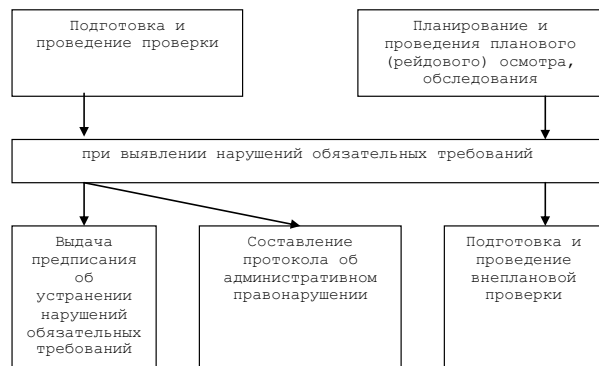 Подготовка и
проведение проверки
Планирование и
проведения планового
(рейдового) осмотра,
обследования
при выявлении нарушений обязательных требований
Выдача
предписания
об
устранении
нарушений
обязательных
требований
Составление
протокола об
административном
правонарушении
Подготовка и
проведение
внеплановой
проверки